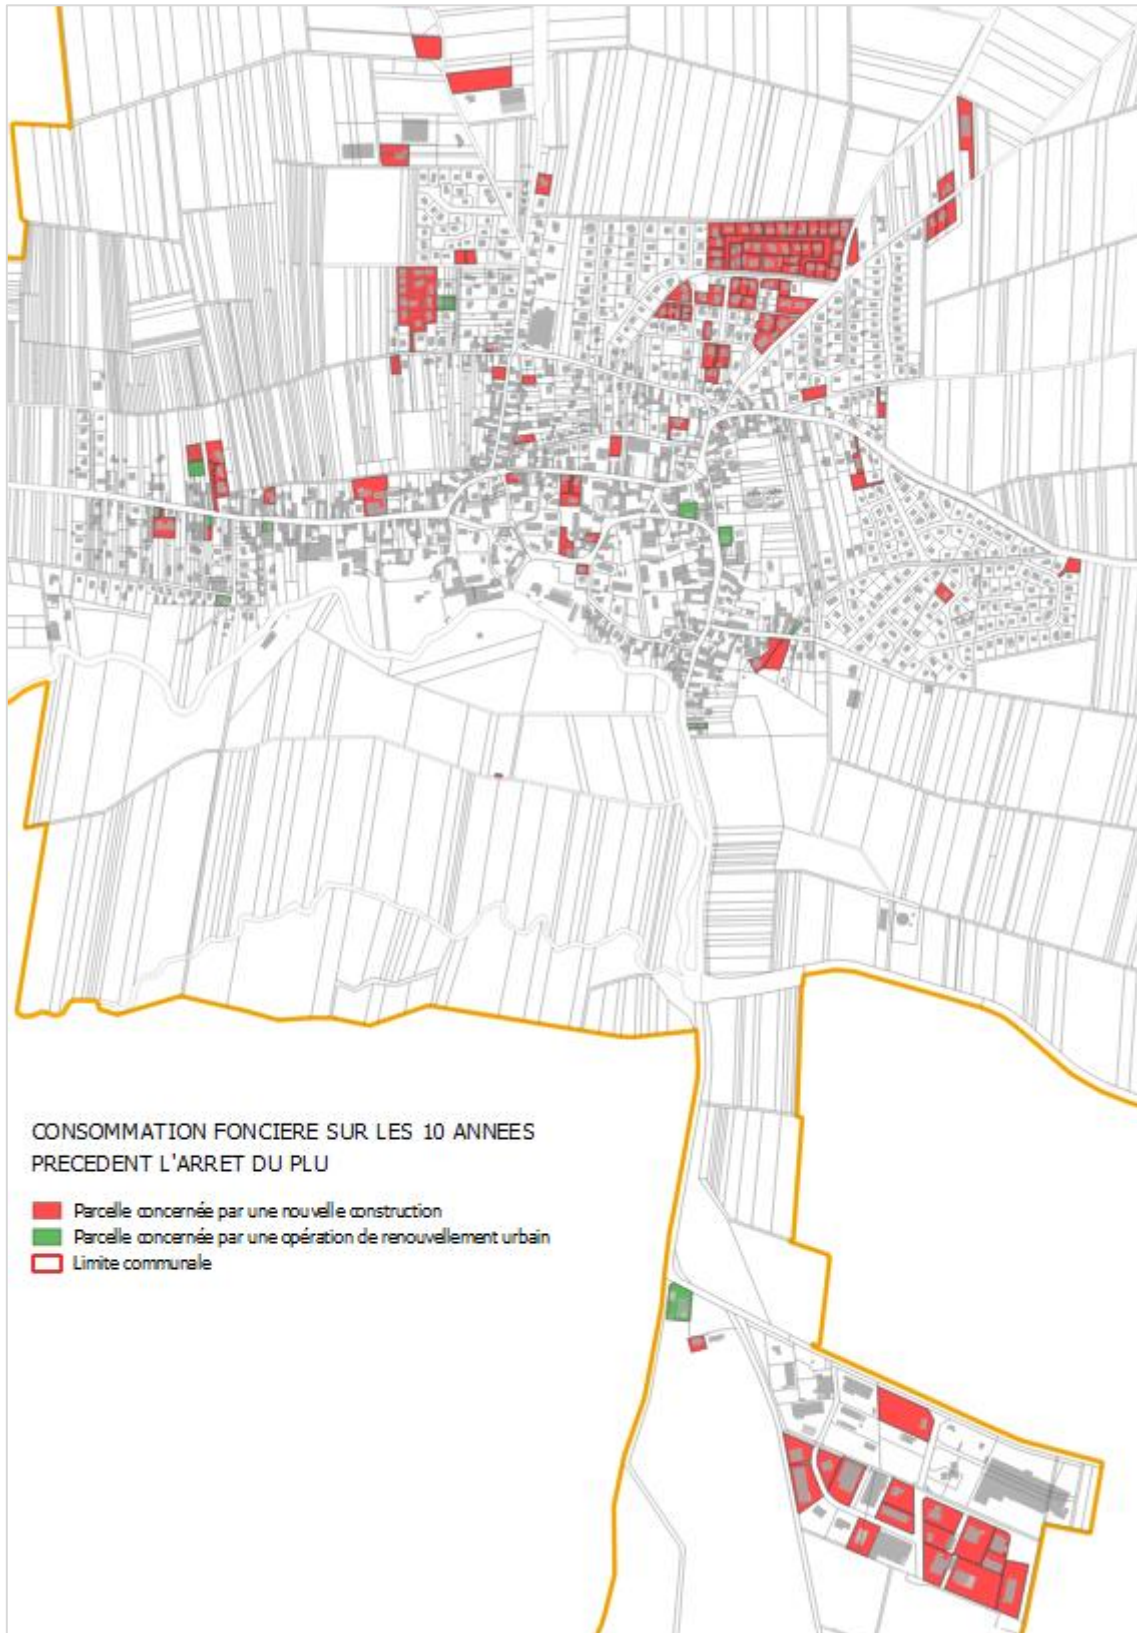 CONSOMMATION FONCIERE SUR LES 10 ANNEES
PRECEDENT L'ARRET DU PLU
Parcelle concernée par une nouvelle construction
Parcelle concernée par une opération de renouvellement urbain
Limite communale